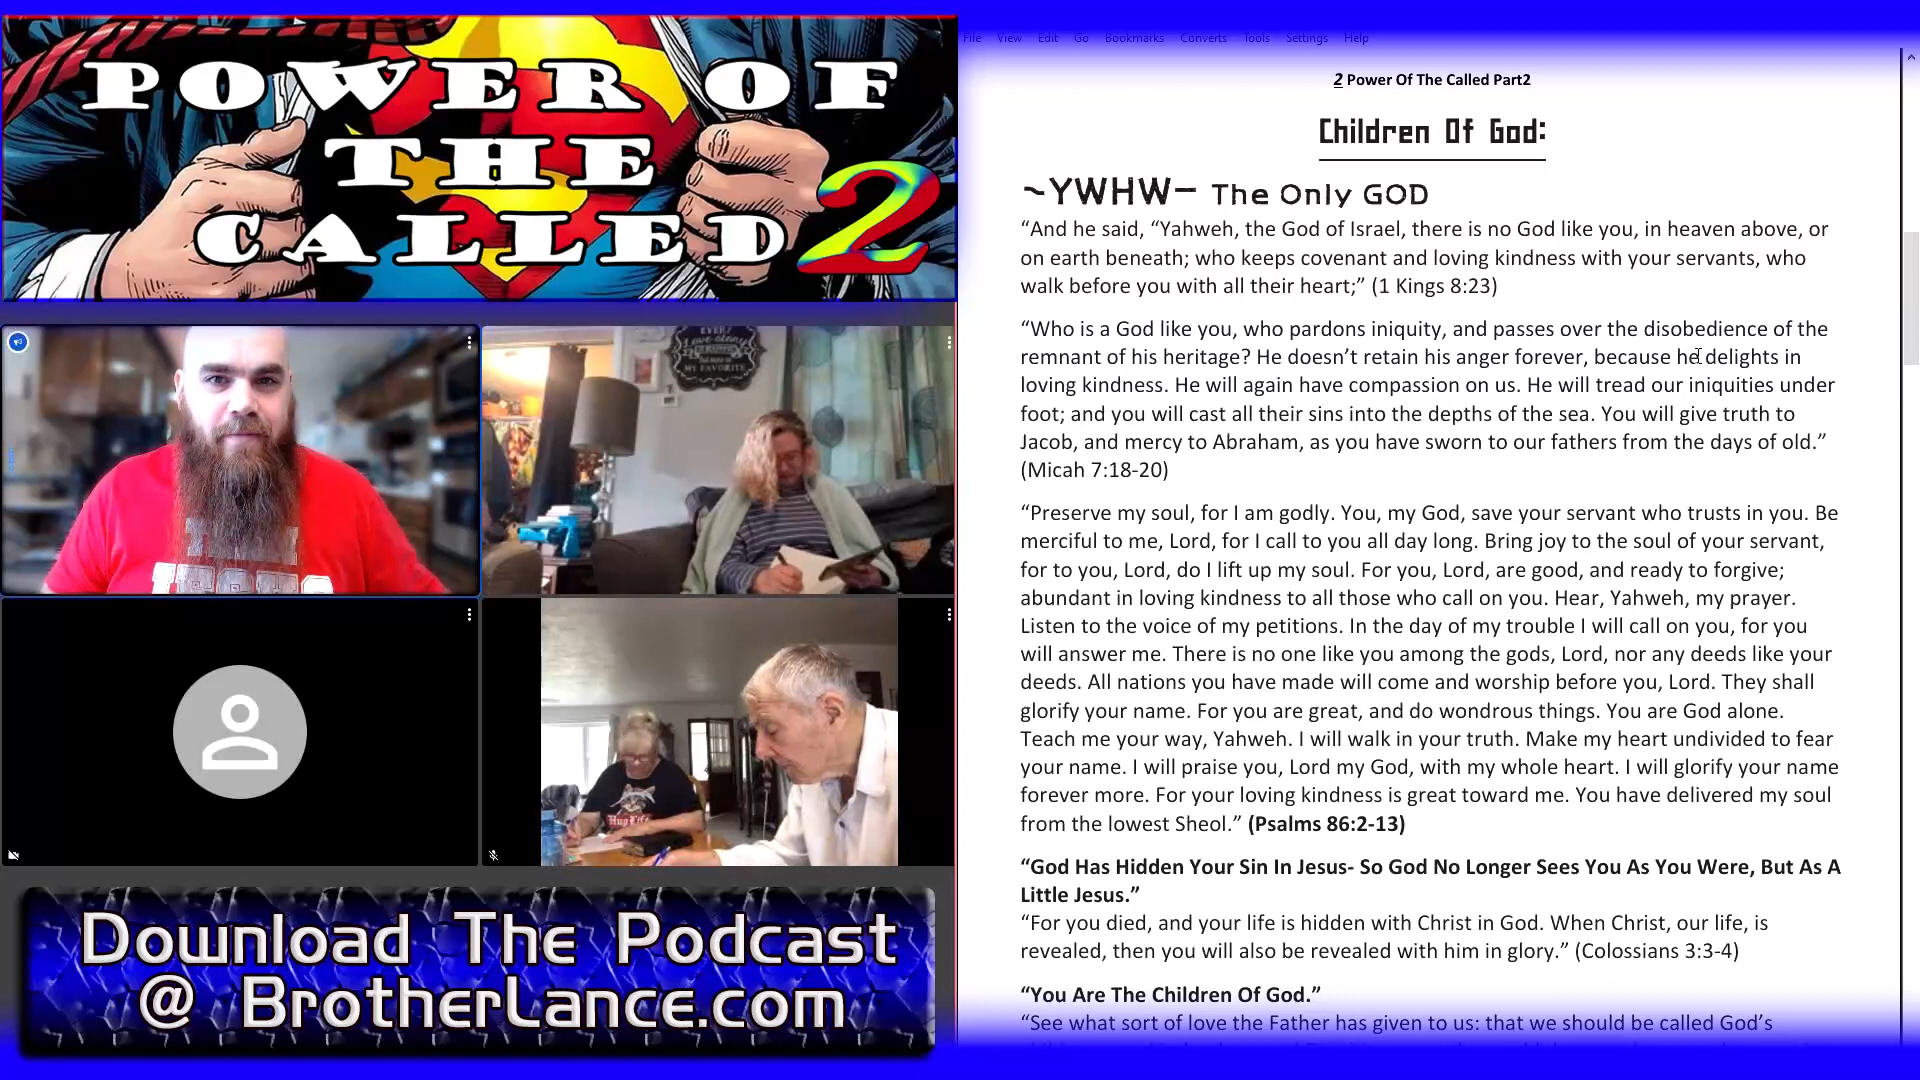 POWER OF
THE
CALLED 2
EVERY
Love story
MY FAVORITE
Thug Life
Download The Podcast
@ BrotherLance.com
File View Edit Go Bookmarks Converts Tools Settings Help
2 Power Of The Called Part2
Children Of God:
~YWHW~ The Only GOD
“And he said, “Yahweh, the God of Israel, there is no God like you, in heaven above, or
on earth beneath; who keeps covenant and loving kindness with your servants, who
walk before you with all their heart;” (1 Kings 8:23)
“Who is a God like you, who pardons iniquity, and passes over the disobedience of the
remnant of his heritage? He doesn’t retain his anger forever, because he delights in
loving kindness. He will again have compassion on us. He will tread our iniquities under
foot; and you will cast all their sins into the depths of the sea. You will give truth to
Jacob, and mercy to Abraham, as you have sworn to our fathers from the days of old.”
(Micah 7:18-20)
“Preserve my soul, for I am godly. You, my God, save your servant who trusts in you. Be
merciful to me, Lord, for I call to you all day long. Bring joy to the soul of your servant,
for to you, Lord, do I lift up my soul. For you, Lord, are good, and ready to forgive;
abundant in loving kindness to all those who call on you. Hear, Yahweh, my prayer.
Listen to the voice of my petitions. In the day of my trouble I will call on you, for you
will answer me. There is no one like you among the gods, Lord, nor any deeds like your
deeds. All nations you have made will come and worship before you, Lord. They shall
glorify your name. For you are great, and do wondrous things. You are God alone.
Teach me your way, Yahweh. I will walk in your truth. Make my heart undivided to fear
your name. I will praise you, Lord my God, with my whole heart. I will glorify your name
forever more. For your loving kindness is great toward me. You have delivered my soul
from the lowest Sheol.” (Psalms 86:2-13)
“God Has Hidden Your Sin In Jesus- So God No Longer Sees You As You Were, But As A
Little Jesus.”
“For you died, and your life is hidden with Christ in God. When Christ, our life, is
revealed, then you will also be revealed with him in glory.” (Colossians 3:3-4)
“You Are The Children Of God.”
“See what sort of love the Father has given to us: that we should be called God’s